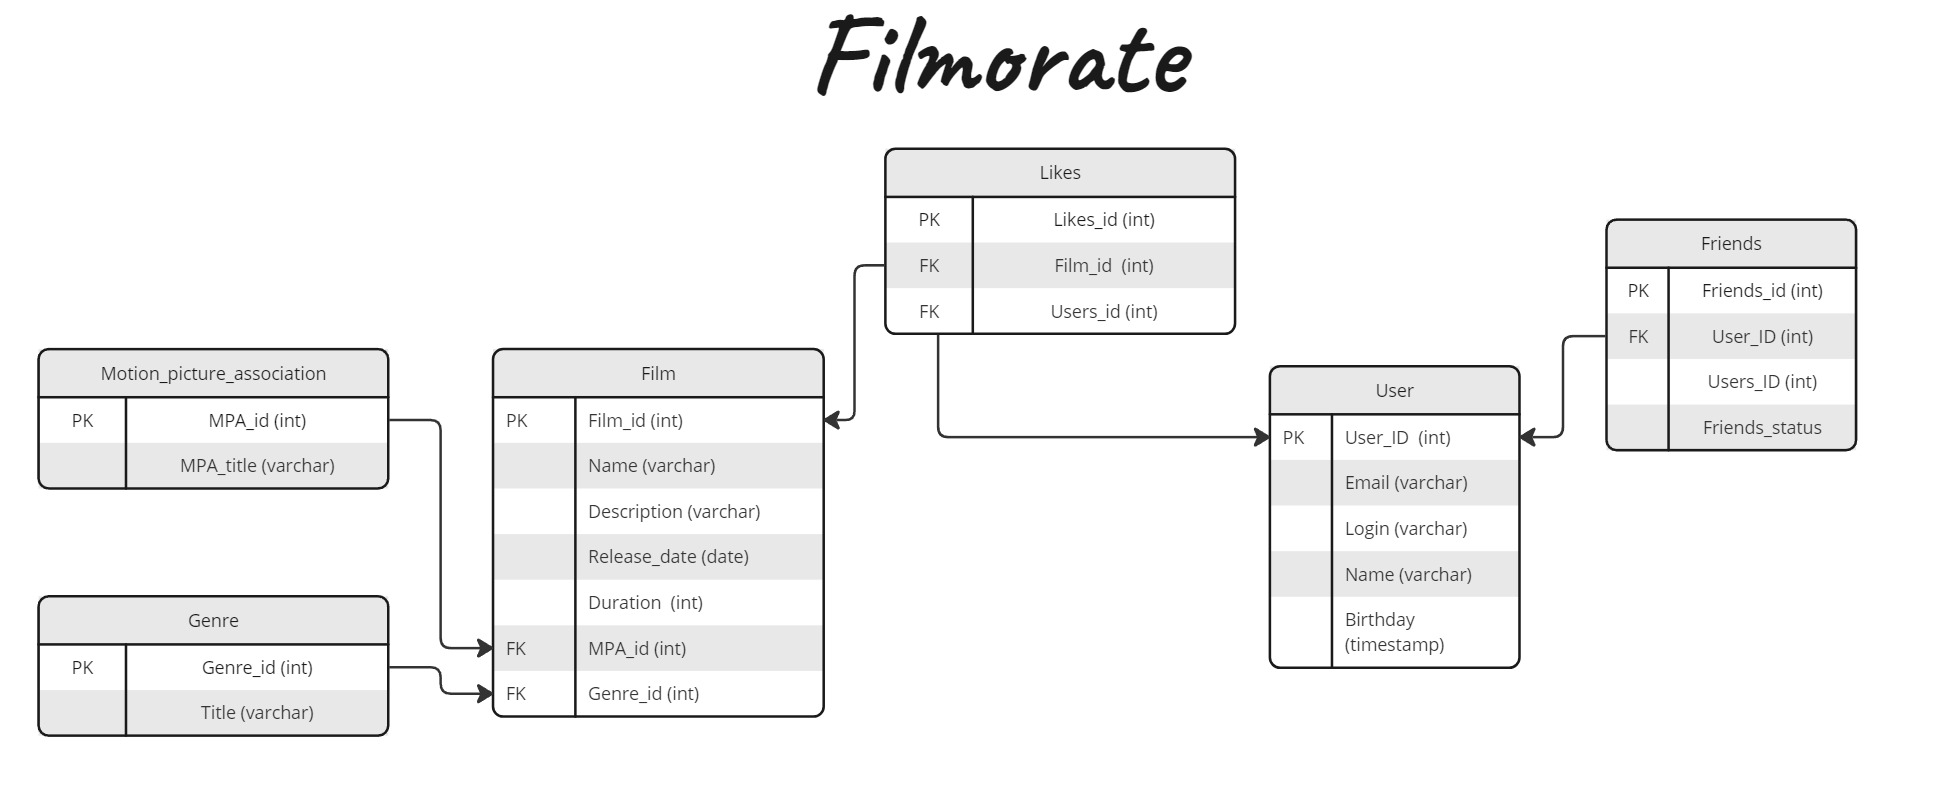 Filmorate
Likes
PK Likes_id (int)
FK Film_id (int)
FK Users_id (int)
Friends
PK Friends_id (int)
FK User_ID (int)
Users_ID (int)
Friends_status
Motion_picture_association
PK MPA_id (int)
MPA_title (varchar)
Film
PK Film_id (int)
Name (varchar)
Description (varchar)
Release_date (date)
Duration (int)
FK MPA_id (int)
FK Genre_id (int)
User
PK User_ID (int)
Email (varchar)
Login (varchar)
Name (varchar)
Birthday
(timestamp)
Genre
PK Genre_id (int)
Title (varchar)